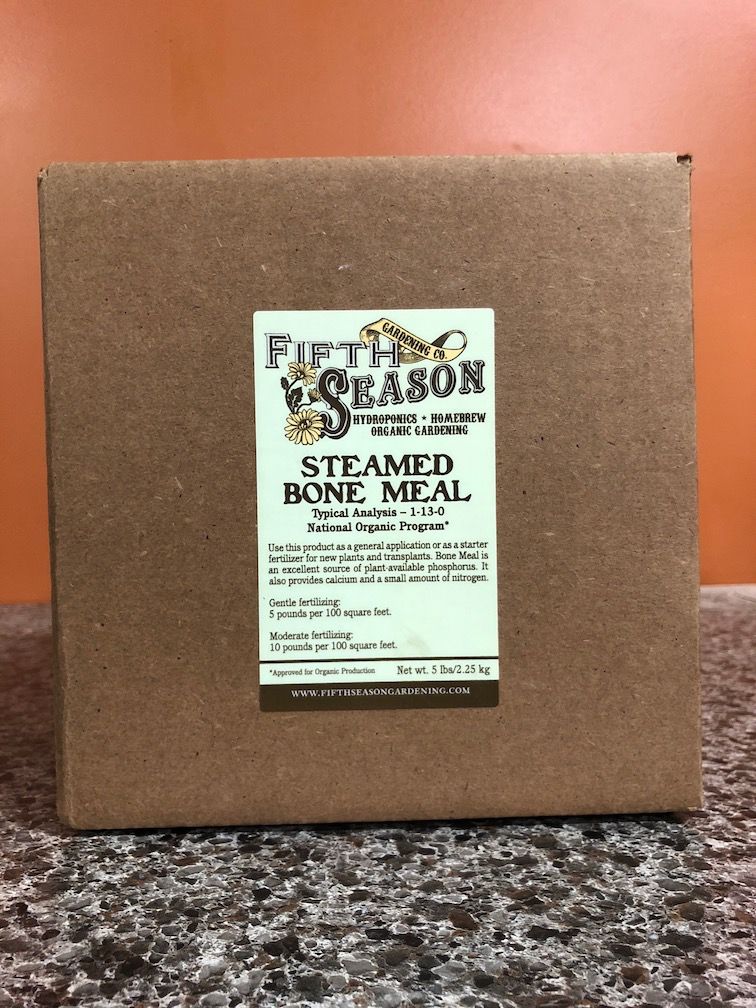 GARDENING CO.
FIFTH
SEASON
HYDROPONICS * HOMEBREW
ORGANIC GARDENING
STEAMED
BONE MEAL
Typical Analysis – 1-13-0
National Organic Program*
Use this product as a general application or as a starter
fertilizer for new plants and transplants. Bone Meal is
an excellent source of plant-available phosphorus. It
also provides calcium and a small amount of nitrogen.
Gentle fertilizing:
5 pounds per 100 square feet.
Moderate fertilizing:
10 pounds per 100 square feet.
*Approved for Organic Production Net wt. 5 lbs/2.25 kg
WWW.FIFTHSEASONGARDENING.COM